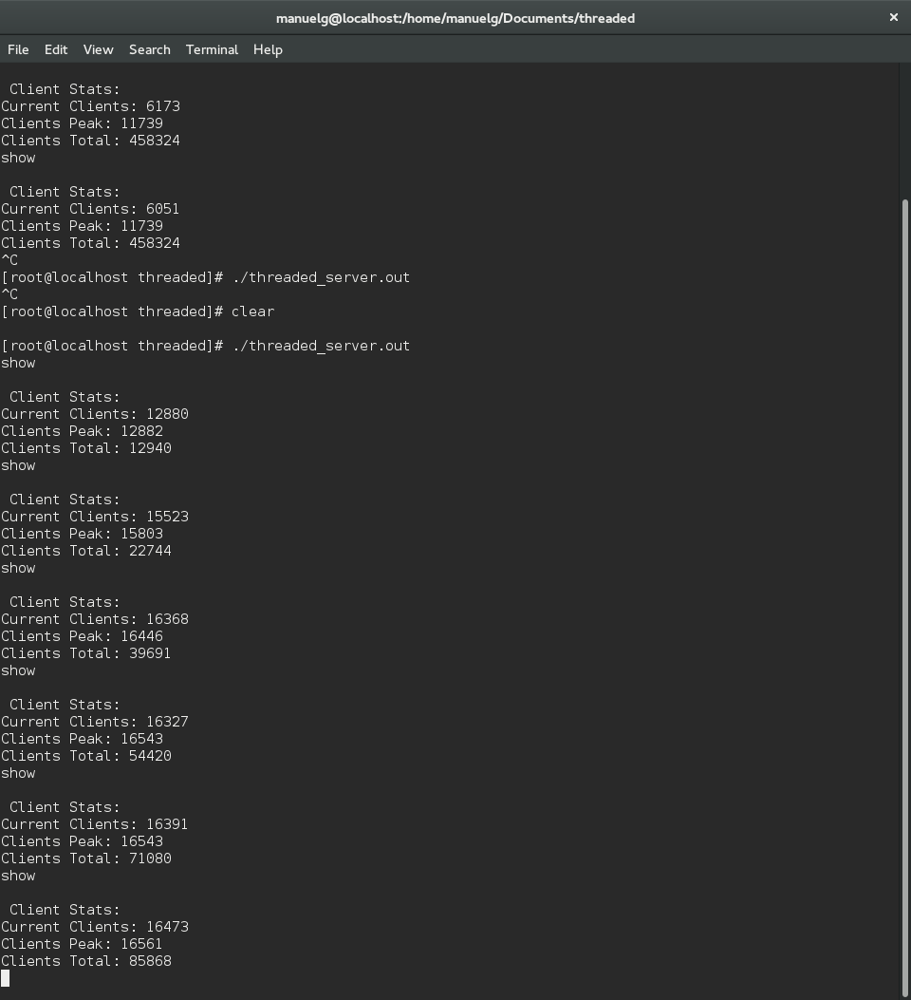 manuelg@localhost:/home/manuelg/Documents/threaded
×
File Edit View Search Terminal Help
Client Stats:
Current Clients: 6173
Clients Peak: 11739
Clients Total: 458324
show
Client Stats:
Current Clients: 6051
Clients Peak: 11739
Clients Total: 458324
^C
[root@localhost threaded]# ./threaded_server.out
^C
[root@localhost threaded]# clear
[root@localhost threaded]# ./threaded_server.out
show
Client Stats:
Current Clients: 12880
Clients Peak: 12882
Clients Total: 12940
show
Client Stats:
Current Clients: 15523
Clients Peak: 15803
Clients Total: 22744
show
Client Stats:
Current Clients: 16368
Clients Peak: 16446
Clients Total: 39691
show
Client Stats:
Current Clients: 16327
Clients Peak: 16543
Clients Total: 54420
show
Client Stats:
Current Clients: 16391
Clients Peak: 16543
Clients Total: 71080
show
Client Stats:
Current Clients: 16473
Clients Peak: 16561
Clients Total: 85868